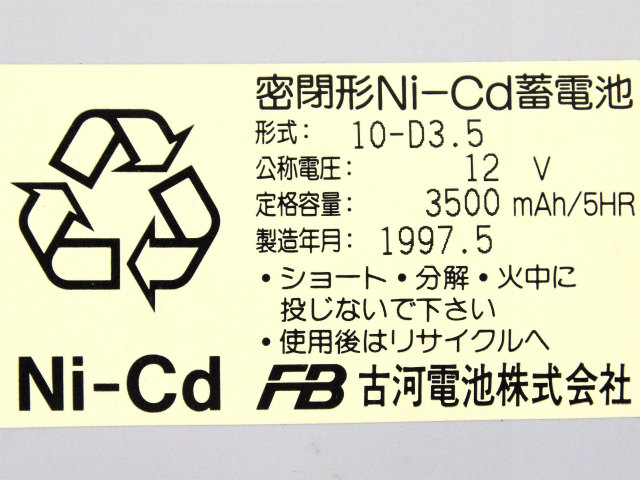 密閉形Ni-Cd蓄電池
形式: 10-D3.5
公称電圧: 12 V
定格容量: 3500 mAh/5HR
製造年月: 1997.5
・ショート・分解・火中に
投じないで下さい
・使用後はリサイクルへ
Ni-Cd
FB 古河電池株式会社